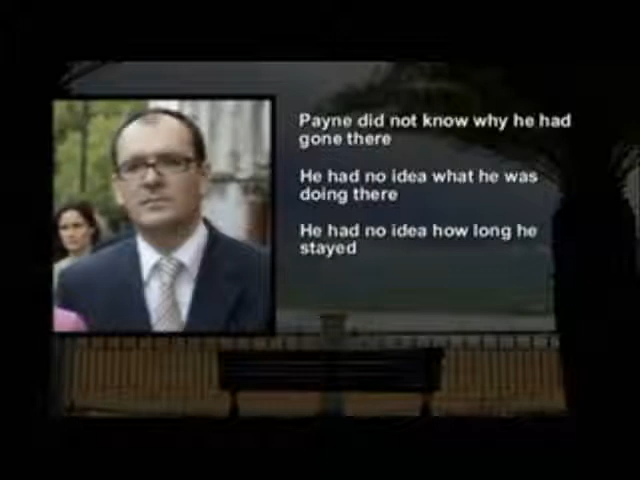 Payne did not know why he had
gone there
He had no idea what he was
doing there
He had no idea how long he
stayed